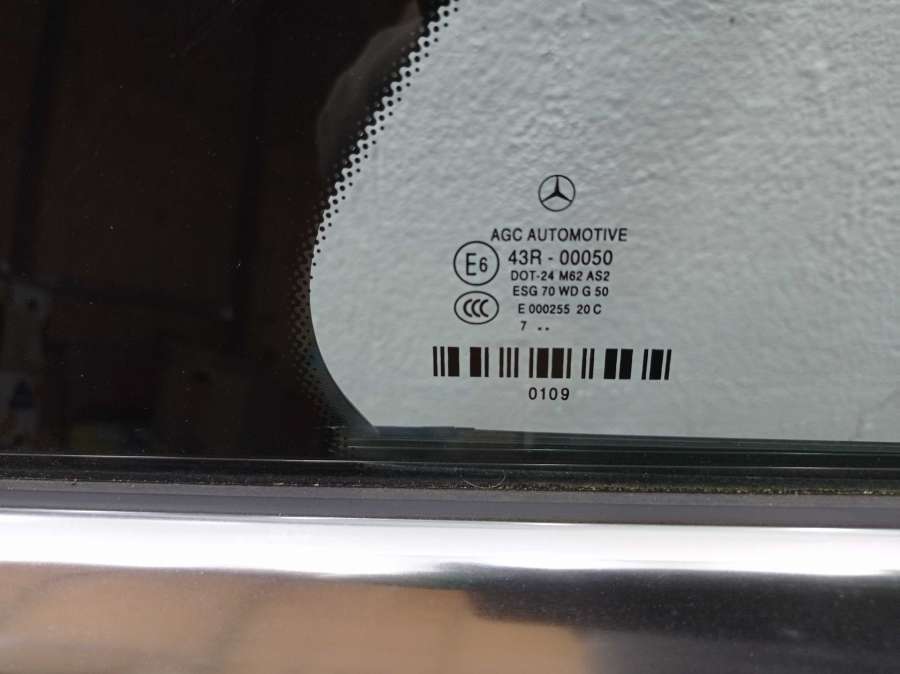 AGC AUTOMOTIVE
E6 43R - 00050
DOT-24 M62 AS2
ESG 70 WD G 50
CCC E 000255 20 C
7 ..
0109